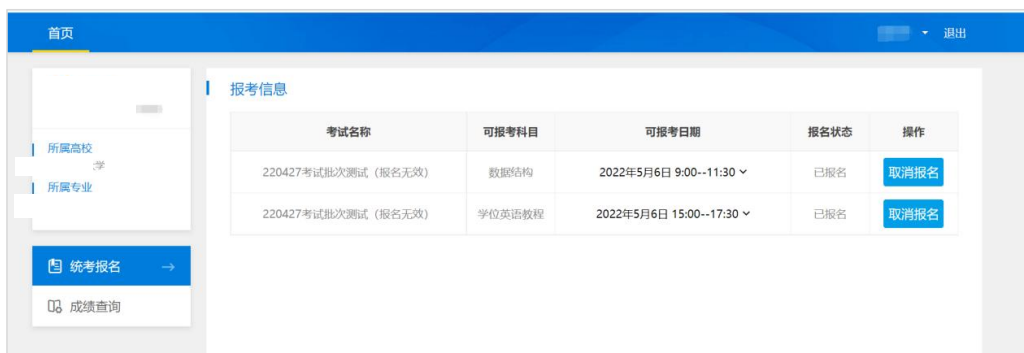 首页
退出
报考信息
考试名称 可报考科目 可报考日期 报名状态 操作
220427考试批次测试（报名无效） 数据结构 2022年5月6日 9:00--11:30 已报名 取消报名
220427考试批次测试（报名无效） 学位英语教程 2022年5月6日 15:00--17:30 已报名 取消报名
所属高校
学
所属专业
统考报名
成绩查询